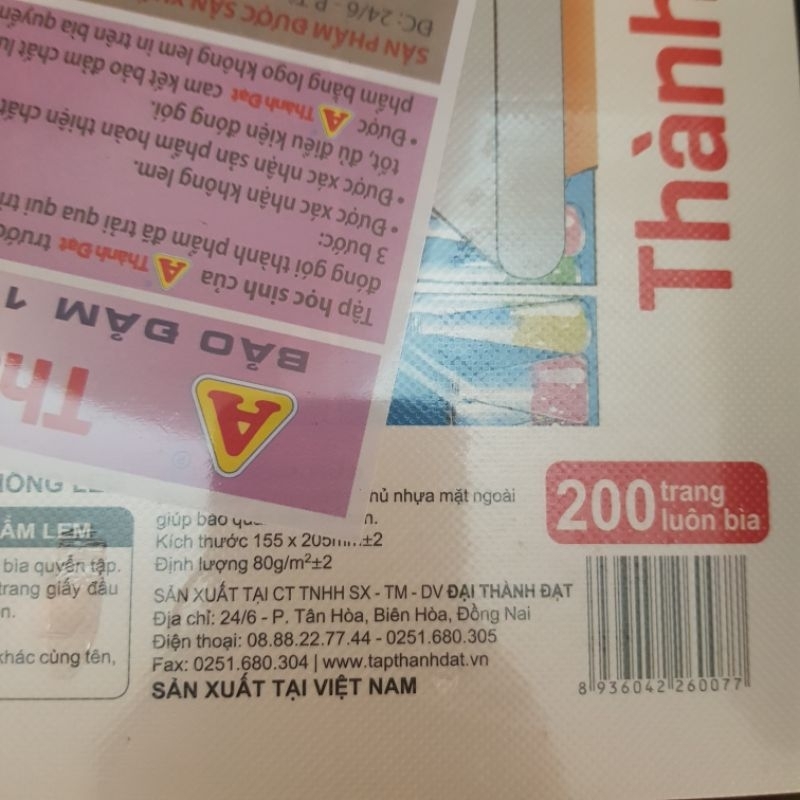 Thành
200 trang
luôn bìa
mủ nhựa mặt ngoài
giúp bảo
Kích thước 155 x 205mm±2
Định lượng 80g/m²±2
SẢN XUẤT TẠI CT TNHH SX - TM - DV ĐẠI THÀNH ĐẠT
Địa chỉ: 24/6 - P. Tân Hòa, Biên Hòa, Đồng Nai
Điện thoại: 08.88.22.77.44 - 0251.680.305
Fax: 0251.680.304 | www.tapthanhdat.vn
SẢN XUẤT TẠI VIỆT NAM
8 936042 260077
LEM
bìa quyển tập.
trang giấy đầu
khác cùng tên,
A
BẢO ĐẢM 1
Tập học sinh của A Thành Đạt trước
đóng gói thành phẩm đã trải qua qui
3 bước:
• Được xác nhận không lem.
• Được xác nhận sản phẩm hoàn thiện chất
tốt, đủ điều kiện đóng gói.
• Được A Thành Đạt cam kết bảo đảm chất
phẩm bằng logo không lem in trên bìa quyển
SẢN PHẨM ĐƯỢC SẢN
ĐC: 24/6 - P.